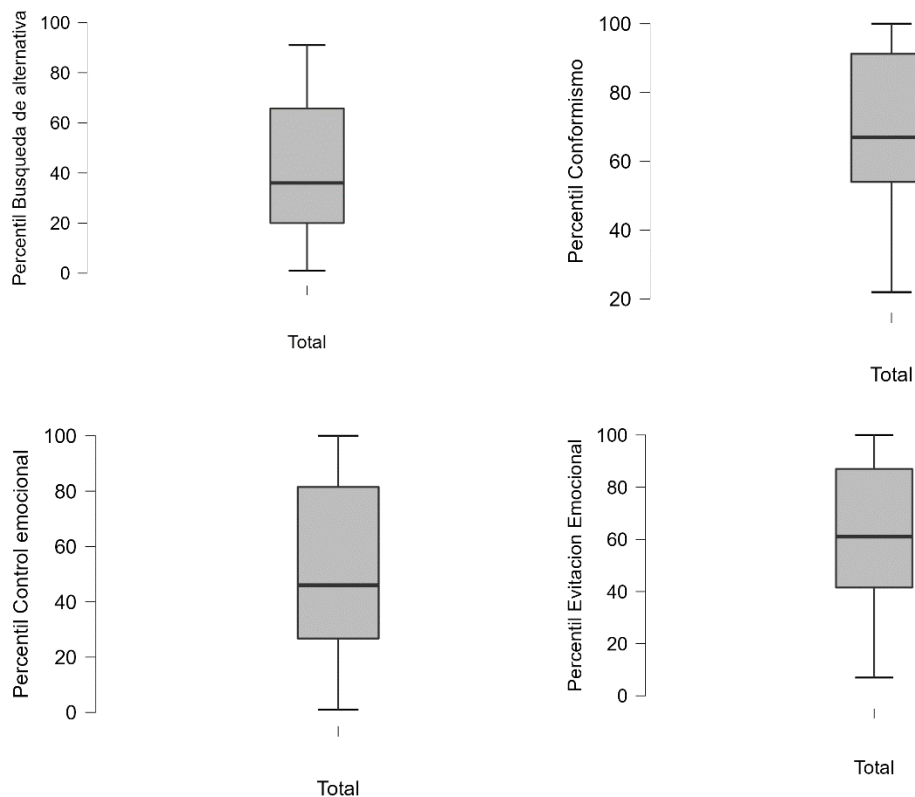 Percentil Busqueda de alternativa
100
80
60
40
20
0
Total
Percentil Conformismo
100
80
60
40
20
Total
Percentil Control emocional
100
80
60
40
20
0
Total
Percentil Evitacion Emocional
100
80
60
40
20
0
Total